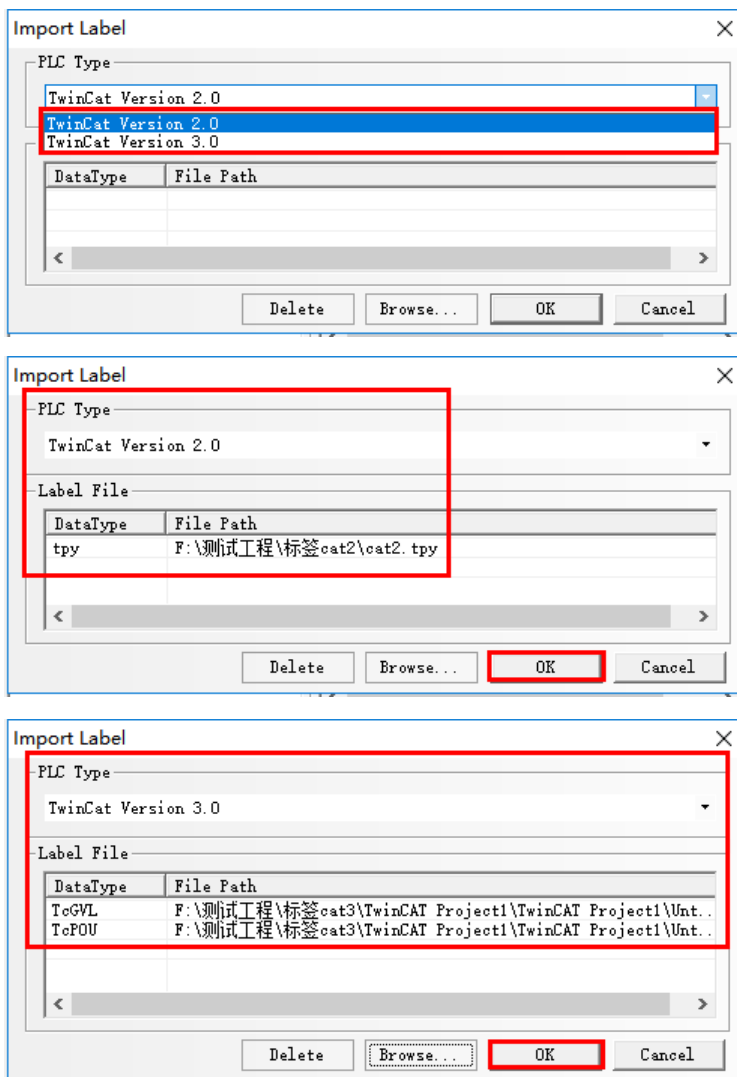 Import Label
PLC Type
TwinCat Version 2.0
TwinCat Version 2.0
TwinCat Version 3.0
DataType File Path
Delete Browse... OK Cancel
Import Label
PLC Type
TwinCat Version 2.0
Label File
DataType File Path
tpy F:\测试工程\标签cat2\cat2.tpy
Delete Browse... OK Cancel
Import Label
PLC Type
TwinCat Version 3.0
Label File
DataType File Path
TcGVL F:\测试工程\标签cat3\TwinCAT Project1\TwinCAT Project1\Unt..
TcPOU F:\测试工程\标签cat3\TwinCAT Project1\TwinCAT Project1\Unt..
Delete Browse... OK Cancel